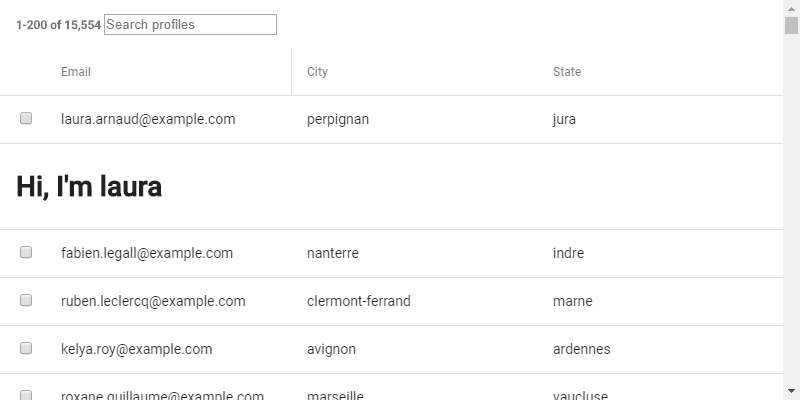 1-200 of 15,554 Search profiles
Email City State
laura.arnaud@example.com perpignan jura
Hi, I'm laura
fabien.legall@example.com nanterre indre
ruben.leclercq@example.com clermont-ferrand marne
kelya.roy@example.com avignon ardennes
roxane.guillaume@example.com marseille vaucluse